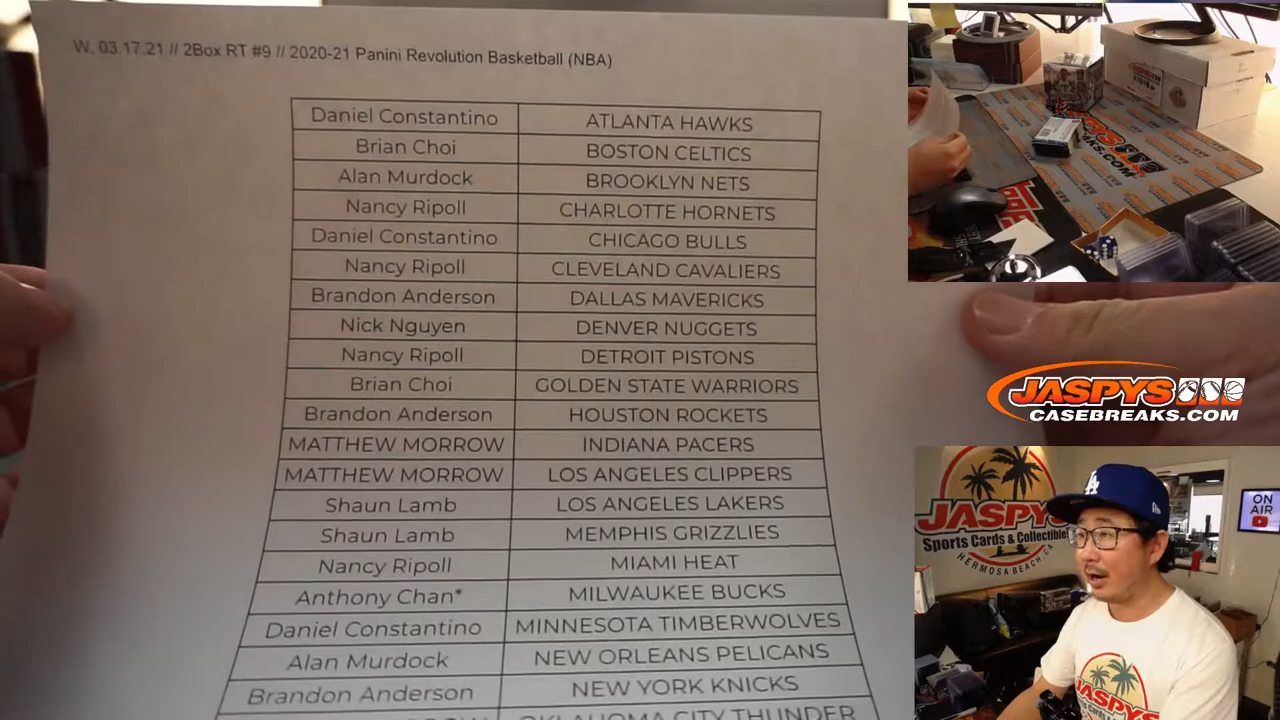 W, 03.17.21 // 2Box RT #9 // 2020-21 Panini Revolution Basketball (NBA)
Daniel Constantino ATLANTA HAWKS
Brian Choi BOSTON CELTICS
Alan Murdock BROOKLYN NETS
Nancy Ripoll CHARLOTTE HORNETS
Daniel Constantino CHICAGO BULLS
Nancy Ripoll CLEVELAND CAVALIERS
Brandon Anderson DALLAS MAVERICKS
Nick Nguyen DENVER NUGGETS
Nancy Ripoll DETROIT PISTONS
Brian Choi GOLDEN STATE WARRIORS
Brandon Anderson HOUSTON ROCKETS
MATTHEW MORROW INDIANA PACERS
MATTHEW MORROW LOS ANGELES CLIPPERS
Shaun Lamb LOS ANGELES LAKERS
Shaun Lamb MEMPHIS GRIZZLIES
Nancy Ripoll MIAMI HEAT
Anthony Chan* MILWAUKEE BUCKS
Daniel Constantino MINNESOTA TIMBERWOLVES
Alan Murdock NEW ORLEANS PELICANS
Brandon Anderson NEW YORK KNICKS
OKLAHOMA CITY THUNDER
JASPYS
CASEBREAKS.COM
JASPYS
Sports Cards & Collectibles
HERMOSA BEACH, CA
ON
AIR
LA
JASPYS